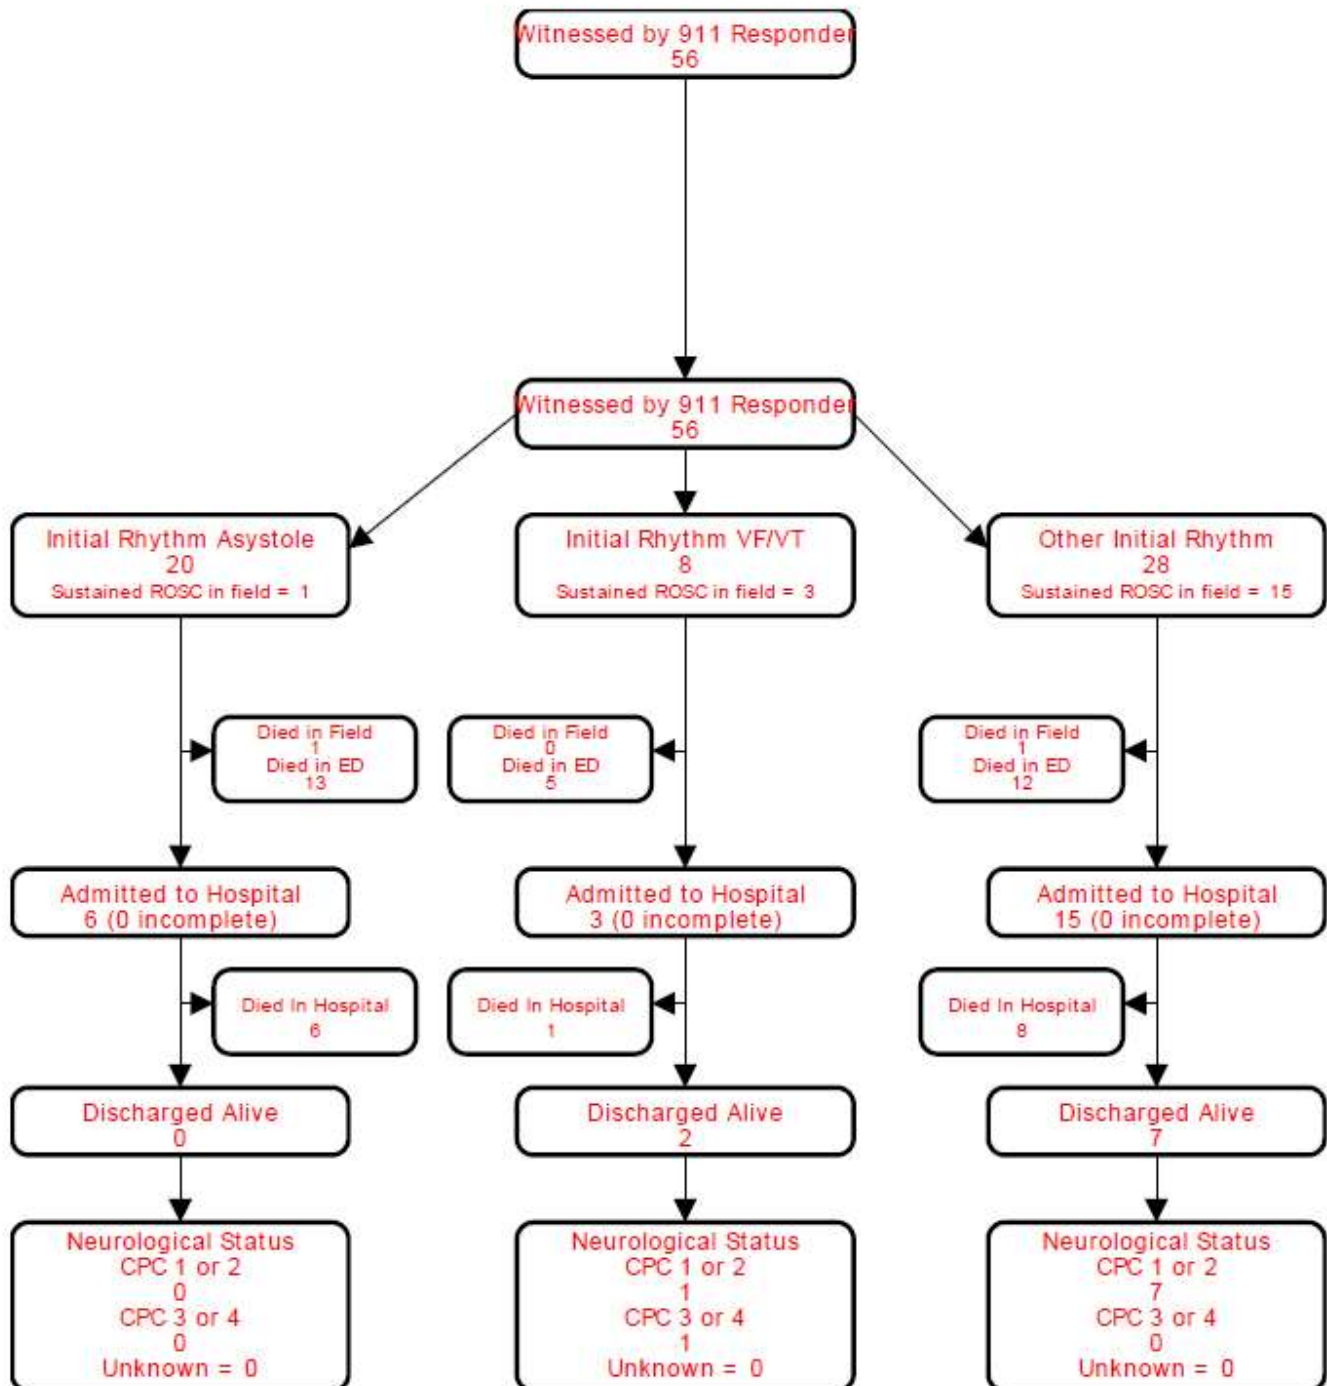 Witnessed by 911 Responder
56
Witnessed by 911 Responder
56
Initial Rhythm Asystole
20
Sustained ROSC in field = 1
Initial Rhythm VF/VT
8
Sustained ROSC in field = 3
Other Initial Rhythm
28
Sustained ROSC in field = 15
Died in Field
1
Died in ED
13
Died in Field
0
Died in ED
5
Died in Field
1
Died in ED
12
Admitted to Hospital
6 (0 incomplete)
Admitted to Hospital
3 (0 incomplete)
Admitted to Hospital
15 (0 incomplete)
Died In Hospital
6
Died In Hospital
1
Died In Hospital
8
Discharged Alive
0
Discharged Alive
2
Discharged Alive
7
Neurological Status
CPC 1 or 2
0
CPC 3 or 4
0
Unknown = 0
Neurological Status
CPC 1 or 2
1
CPC 3 or 4
1
Unknown = 0
Neurological Status
CPC 1 or 2
7
CPC 3 or 4
0
Unknown = 0